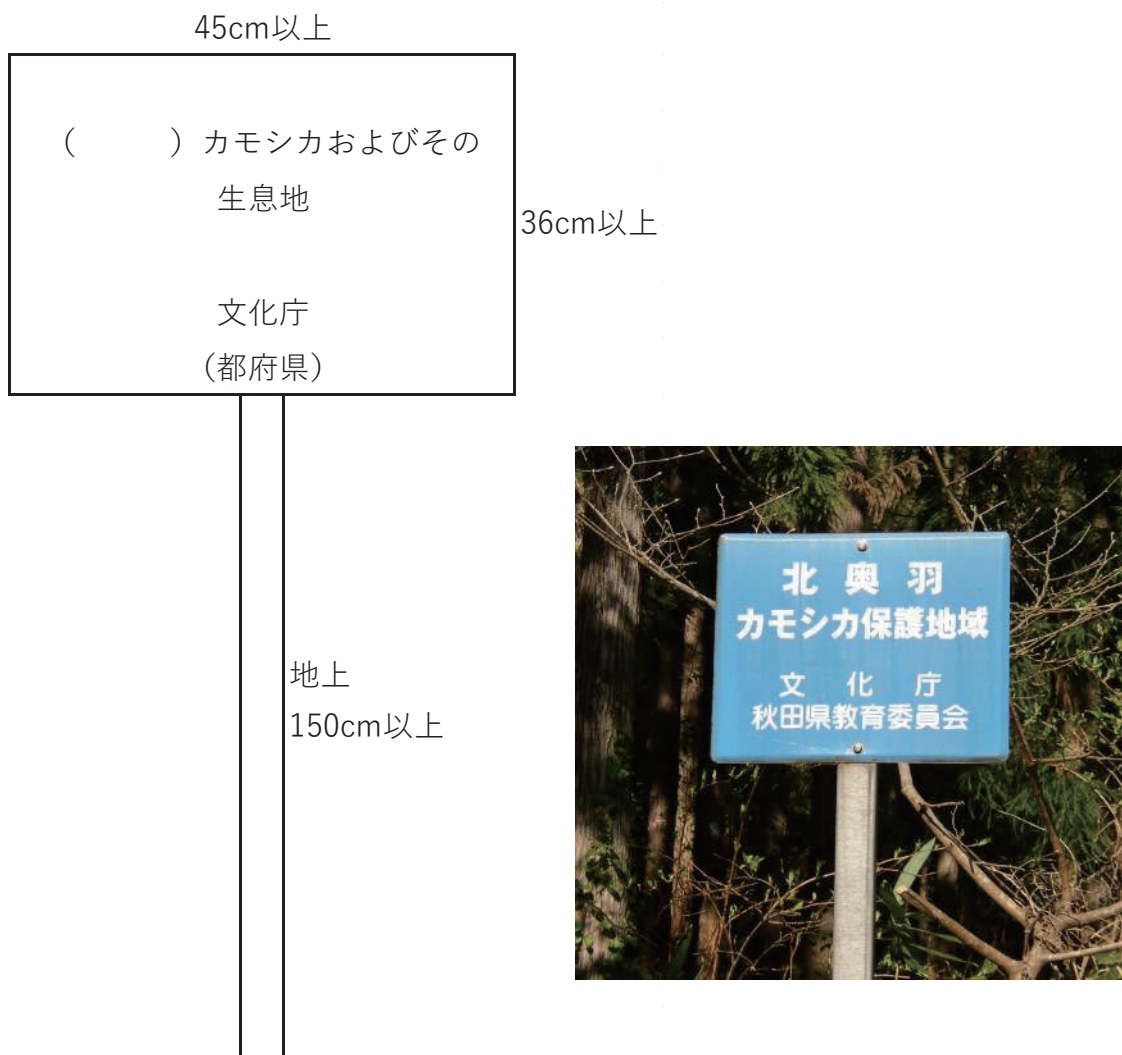 45cm以上
（　　　）カモシカおよびその
生息地
36cm以上
文化庁
（都府県）
地上
150cm以上
北奥羽
カモシカ保護地域
文化庁
秋田県教育委員会